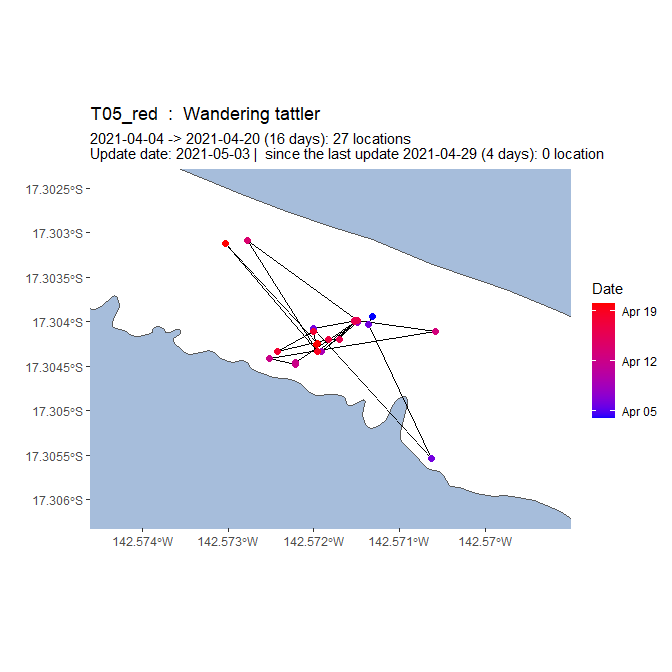 T05_red : Wandering tattler
2021-04-04 -> 2021-04-20 (16 days): 27 locations
Update date: 2021-05-03 | since the last update 2021-04-29 (4 days): 0 location
17.3025°S
17.303°S
17.3035°S
17.304°S
17.3045°S
17.305°S
17.3055°S
17.306°S
142.574°W
142.573°W
142.572°W
142.571°W
142.57°W
Date
Apr 19
Apr 12
Apr 05